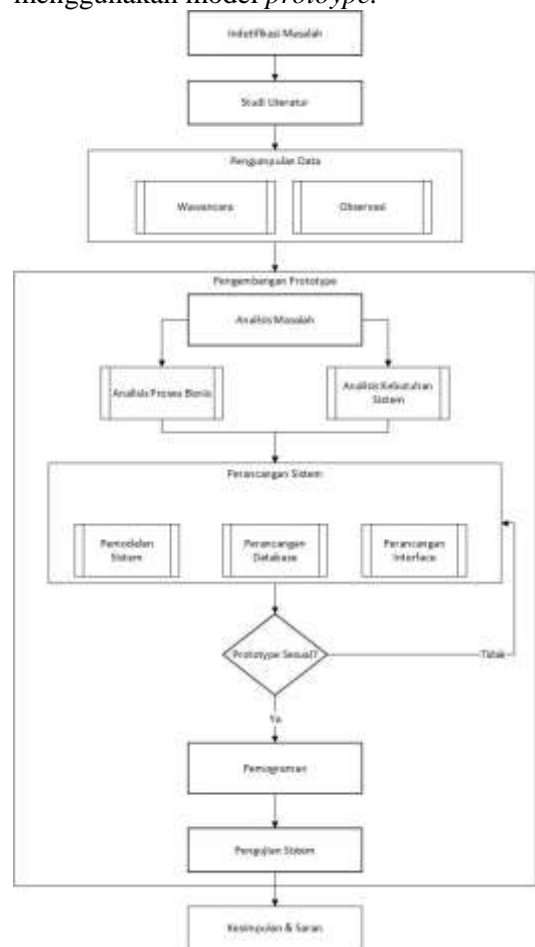 menggunakan model protoype.
Indetifikasi Masalah
Studi Literatur
Pengumpulan Data
Wawancara
Observasi
Pengembangan Prototype
Analisis Masalah
Analisis Proses Bisnis
Analisis Kebutuhan
Sistem
Perancangan Sistem
Pemodelan
Sistem
Perancangan
Database
Perancangan
Interface
Prototype Sesuai?
Tidak
Ya
Pemrograman
Pengujian Sistem
Kesimpulan & Saran